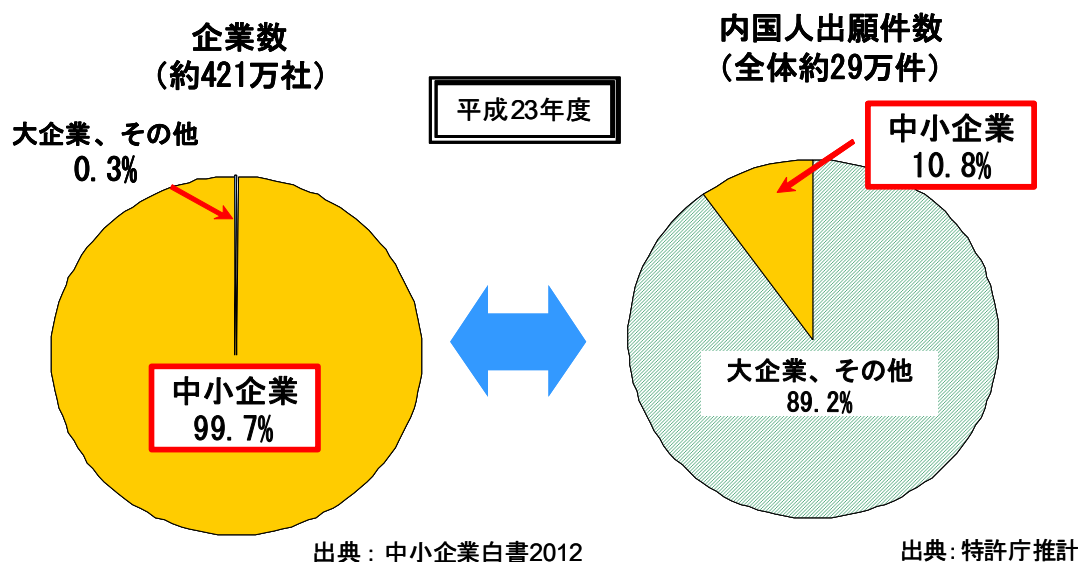 企業数
（約421万社）
大企業、その他
0.3%
中小企業
99.7%
出典：中小企業白書2012
平成23年度
内国人出願件数
（全体約29万件）
中小企業
10.8%
大企業、その他
89.2%
出典：特許庁推計